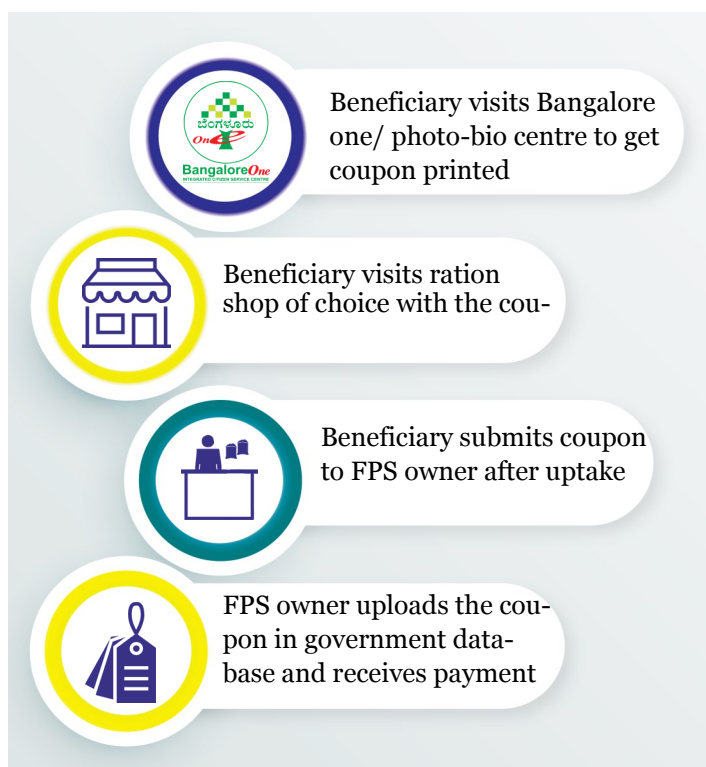 ಬೆಂಗಳೂರು
One
BangaloreOne
INTEGRATED CITIZEN SERVICE CENTRE
Beneficiary visits Bangalore
one/ photo-bio centre to get
coupon printed
Beneficiary visits ration
shop of choice with the cou-
Beneficiary submits coupon
to FPS owner after uptake
FPS owner uploads the cou-
pon in government data-
base and receives payment